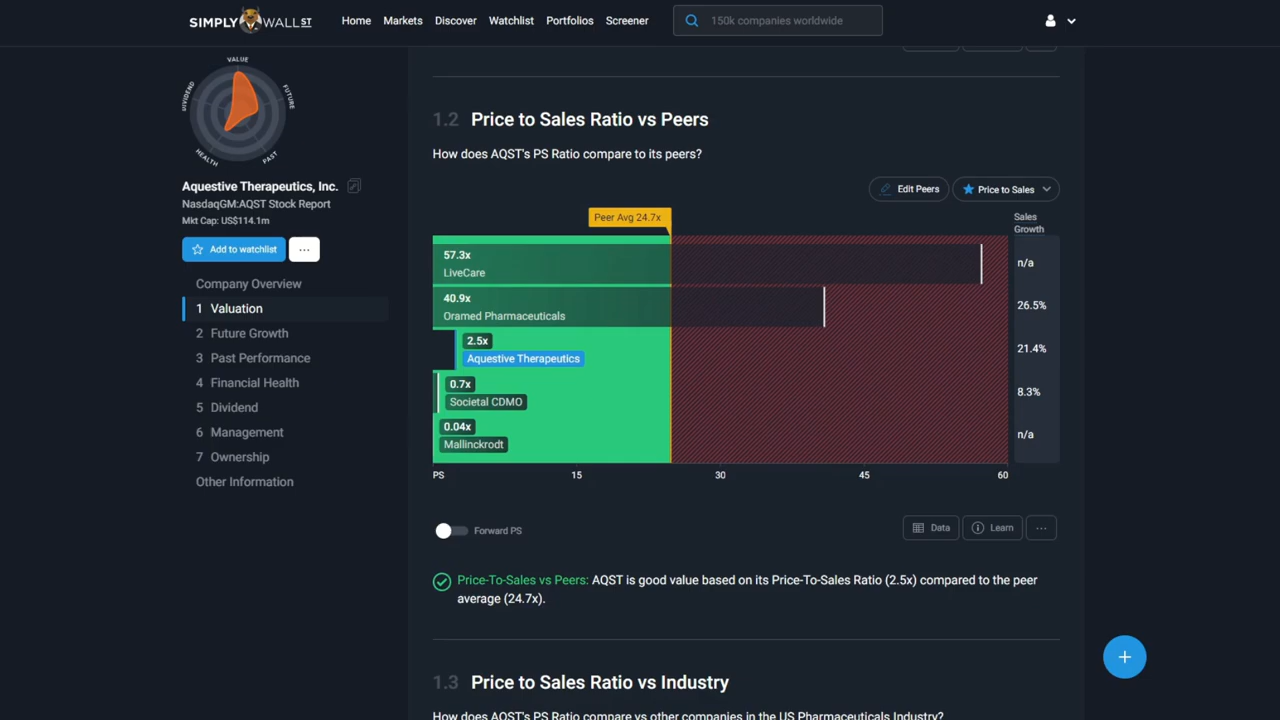 SIMPLY WALL ST
Home Markets Discover Watchlist Portfolios Screener
150k companies worldwide
VALUE
FUTURE
PAST
HEALTH
DIVIDEND
Aquestive Therapeutics, Inc.
NasdaqGM:AQST Stock Report
Mkt Cap: US$114.1m
Add to watchlist
...
Company Overview
1 Valuation
2 Future Growth
3 Past Performance
4 Financial Health
5 Dividend
6 Management
7 Ownership
Other Information
1.2 Price to Sales Ratio vs Peers
How does AQST's PS Ratio compare to its peers?
Edit Peers
Price to Sales
Peer Avg 24.7x
Sales
Growth
57.3x
LiveCare
n/a
40.9x
Oramed Pharmaceuticals
26.5%
2.5x
Aquestive Therapeutics
21.4%
0.7x
Societal CDMO
8.3%
0.04x
Mallinckrodt
n/a
PS 15 30 45 60
Forward PS
Data
Learn
...
Price-To-Sales vs Peers: AQST is good value based on its Price-To-Sales Ratio (2.5x) compared to the peer
average (24.7x).
+
1.3 Price to Sales Ratio vs Industry
How does AQST's PS Ratio compare vs other companies in the US Pharmaceuticals Industry?